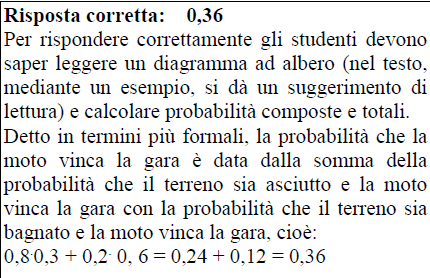 Risposta corretta: 0,36
Per rispondere correttamente gli studenti devono
saper leggere un diagramma ad albero (nel testo,
mediante un esempio, si dà un suggerimento di
lettura) e calcolare probabilità composte e totali.
Detto in termini più formali, la probabilità che la
moto vinca la gara è data dalla somma della
probabilità che il terreno sia asciutto e la moto
vinca la gara con la probabilità che il terreno sia
bagnato e la moto vinca la gara, cioè:
0,8·0,3 + 0,2· 0, 6 = 0,24 + 0,12 = 0,36